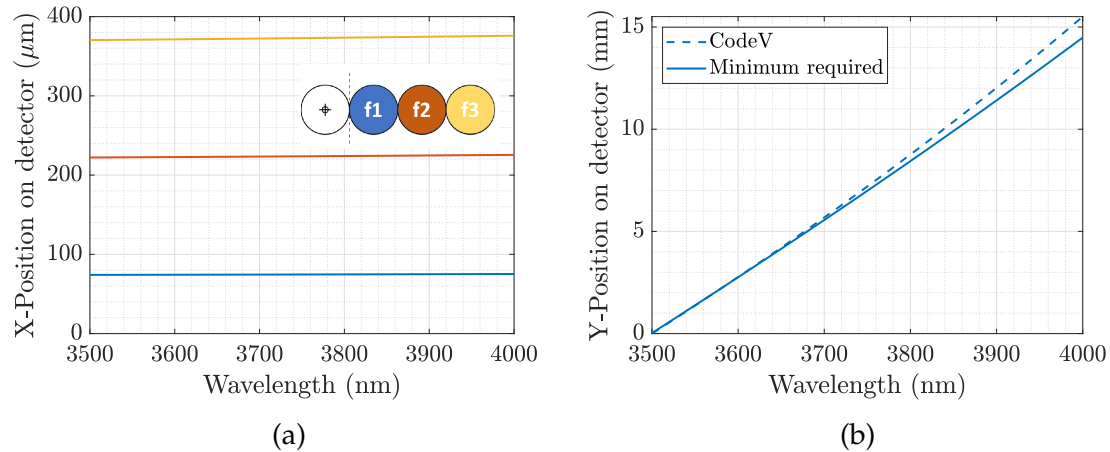 X-Position on detector (μm)
400
300
200
100
0
f1 f2 f3
3500 3600 3700 3800 3900 4000
Wavelength (nm)
(a)
Y-Position on detector (mm)
15
10
5
0
CodeV
Minimum required
3500 3600 3700 3800 3900 4000
Wavelength (nm)
(b)